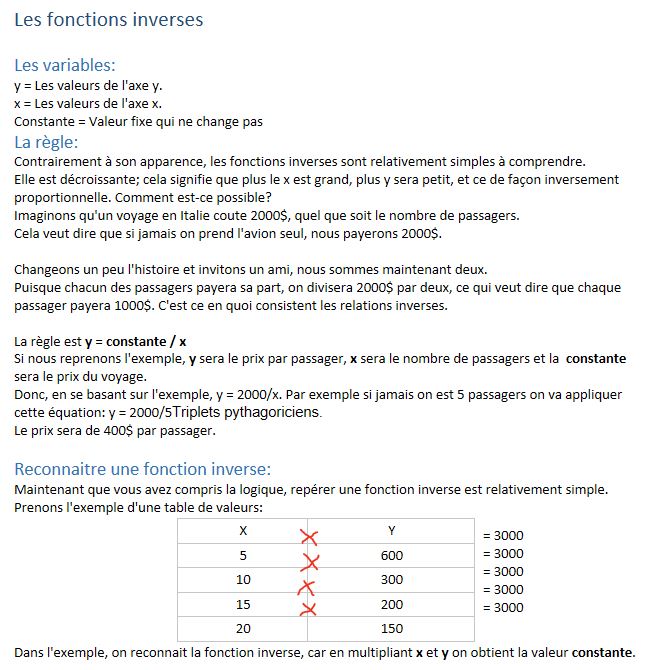 Les fonctions inverses
Les variables:
y = Les valeurs de l'axe y.
x = Les valeurs de l'axe x.
Constante = Valeur fixe qui ne change pas
La règle:
Contrairement à son apparence, les fonctions inverses sont relativement simples à comprendre.
Elle est décroissante; cela signifie que plus le x est grand, plus y sera petit, et ce de façon inversement
proportionnelle. Comment est-ce possible?
Imaginons qu'un voyage en Italie coute 2000$, quel que soit le nombre de passagers.
Cela veut dire que si jamais on prend l'avion seul, nous payerons 2000$.
Changeons un peu l'histoire et invitons un ami, nous sommes maintenant deux.
Puisque chacun des passagers payera sa part, on divisera 2000$ par deux, ce qui veut dire que chaque
passager payera 1000$. C'est ce en quoi consistent les relations inverses.
La règle est y = constante / x
Si nous reprenons l'exemple, y sera le prix par passager, x sera le nombre de passagers et la constante
sera le prix du voyage.
Donc, en se basant sur l'exemple, y = 2000/x. Par exemple si jamais on est 5 passagers on va appliquer
cette équation: y = 2000/5Triplets pythagoriciens.
Le prix sera de 400$ par passager.
Reconnaitre une fonction inverse:
Maintenant que vous avez compris la logique, repérer une fonction inverse est relativement simple.
Prenons l'exemple d'une table de valeurs:
X × Y = 3000
5 × 600 = 3000
10 × 300 = 3000
15 × 200 = 3000
20 150 = 3000
Dans l'exemple, on reconnait la fonction inverse, car en multipliant x et y on obtient la valeur constante.